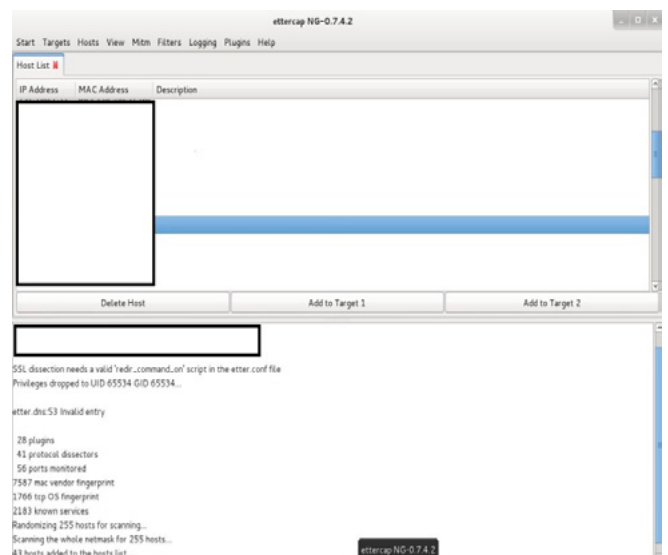 ettercap NG-0.7.4.2
Start Targets Hosts View Mitm Filters Logging Plugins Help
Host List
IP Address MAC Address Description
Delete Host Add to Target 1 Add to Target 2
SSL dissection needs a valid 'redir_command_on' script in the etter.conf file
Privileges dropped to UID 65534 GID 65534...
etter.dns:53 Invalid entry
28 plugins
41 protocol dissectors
56 ports monitored
7587 mac vendor fingerprint
1766 tcp OS fingerprint
2183 known services
Randomizing 255 hosts for scanning...
Scanning the whole netmask for 255 hosts...
43 hosts added to the hosts list
ettercap NG-0.7.4.2